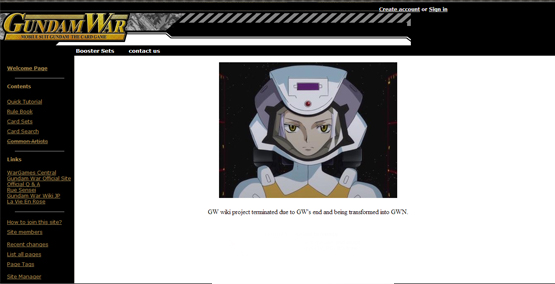 Create account or Sign in
GUNDAM WAR
MOBILE SUIT GUNDAM THE CARD GAME
Booster Sets
contact us
Welcome Page
Contents
Quick Tutorial
Rule Book
Card Sets
Card Search
Common Artists
Links
WarGames Central
Gundam War Official Site
Official Q & A
Rue Sensei
Gundam War Wiki JP
La Vie En Rose
How to join this site?
Site members
Recent changes
List all pages
Page Tags
Site Manager
GW wiki project terminated due to GW's end and being transformed into GWN.